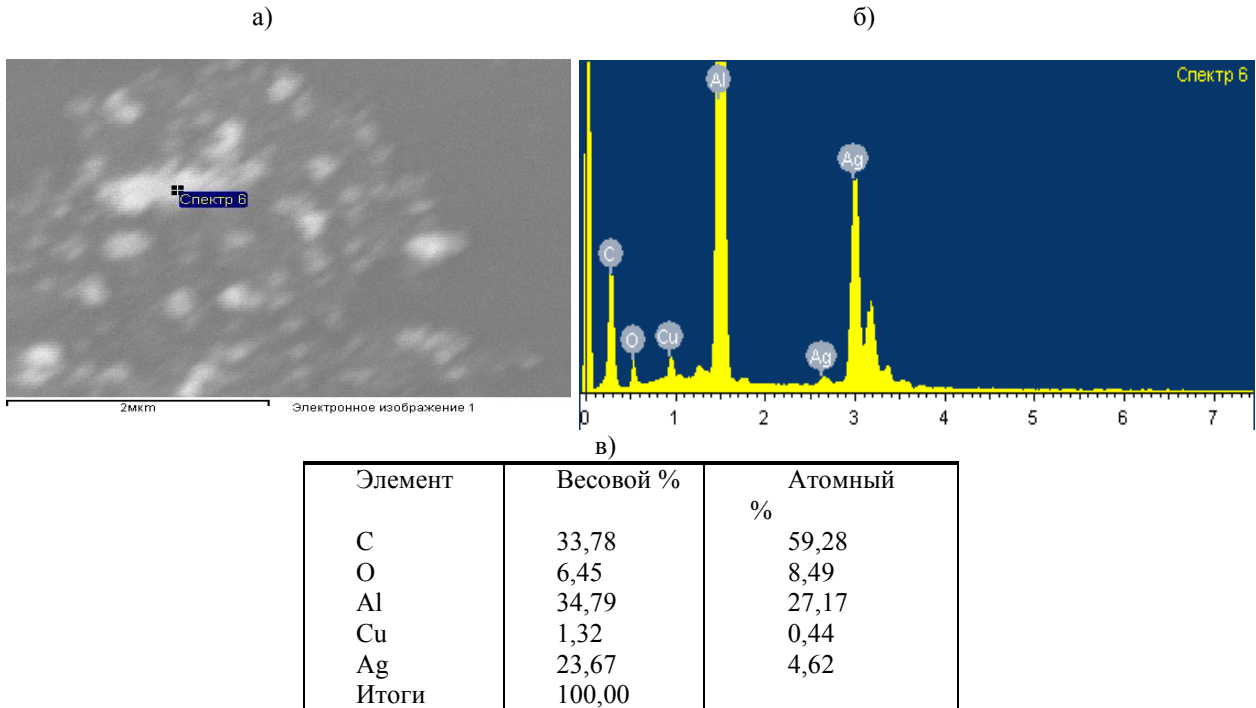 а) б)
Спектр 6
Al
Ag
C
O
Cu
Ag
0 1 2 3 4 5 6 7
Спектр 6
2мкm Электронное изображение 1
в)
Элемент Весовой % Атомный
%
C 33,78 59,28
O 6,45 8,49
Al 34,79 27,17
Cu 1,32 0,44
Ag 23,67 4,62
Итоги 100,00